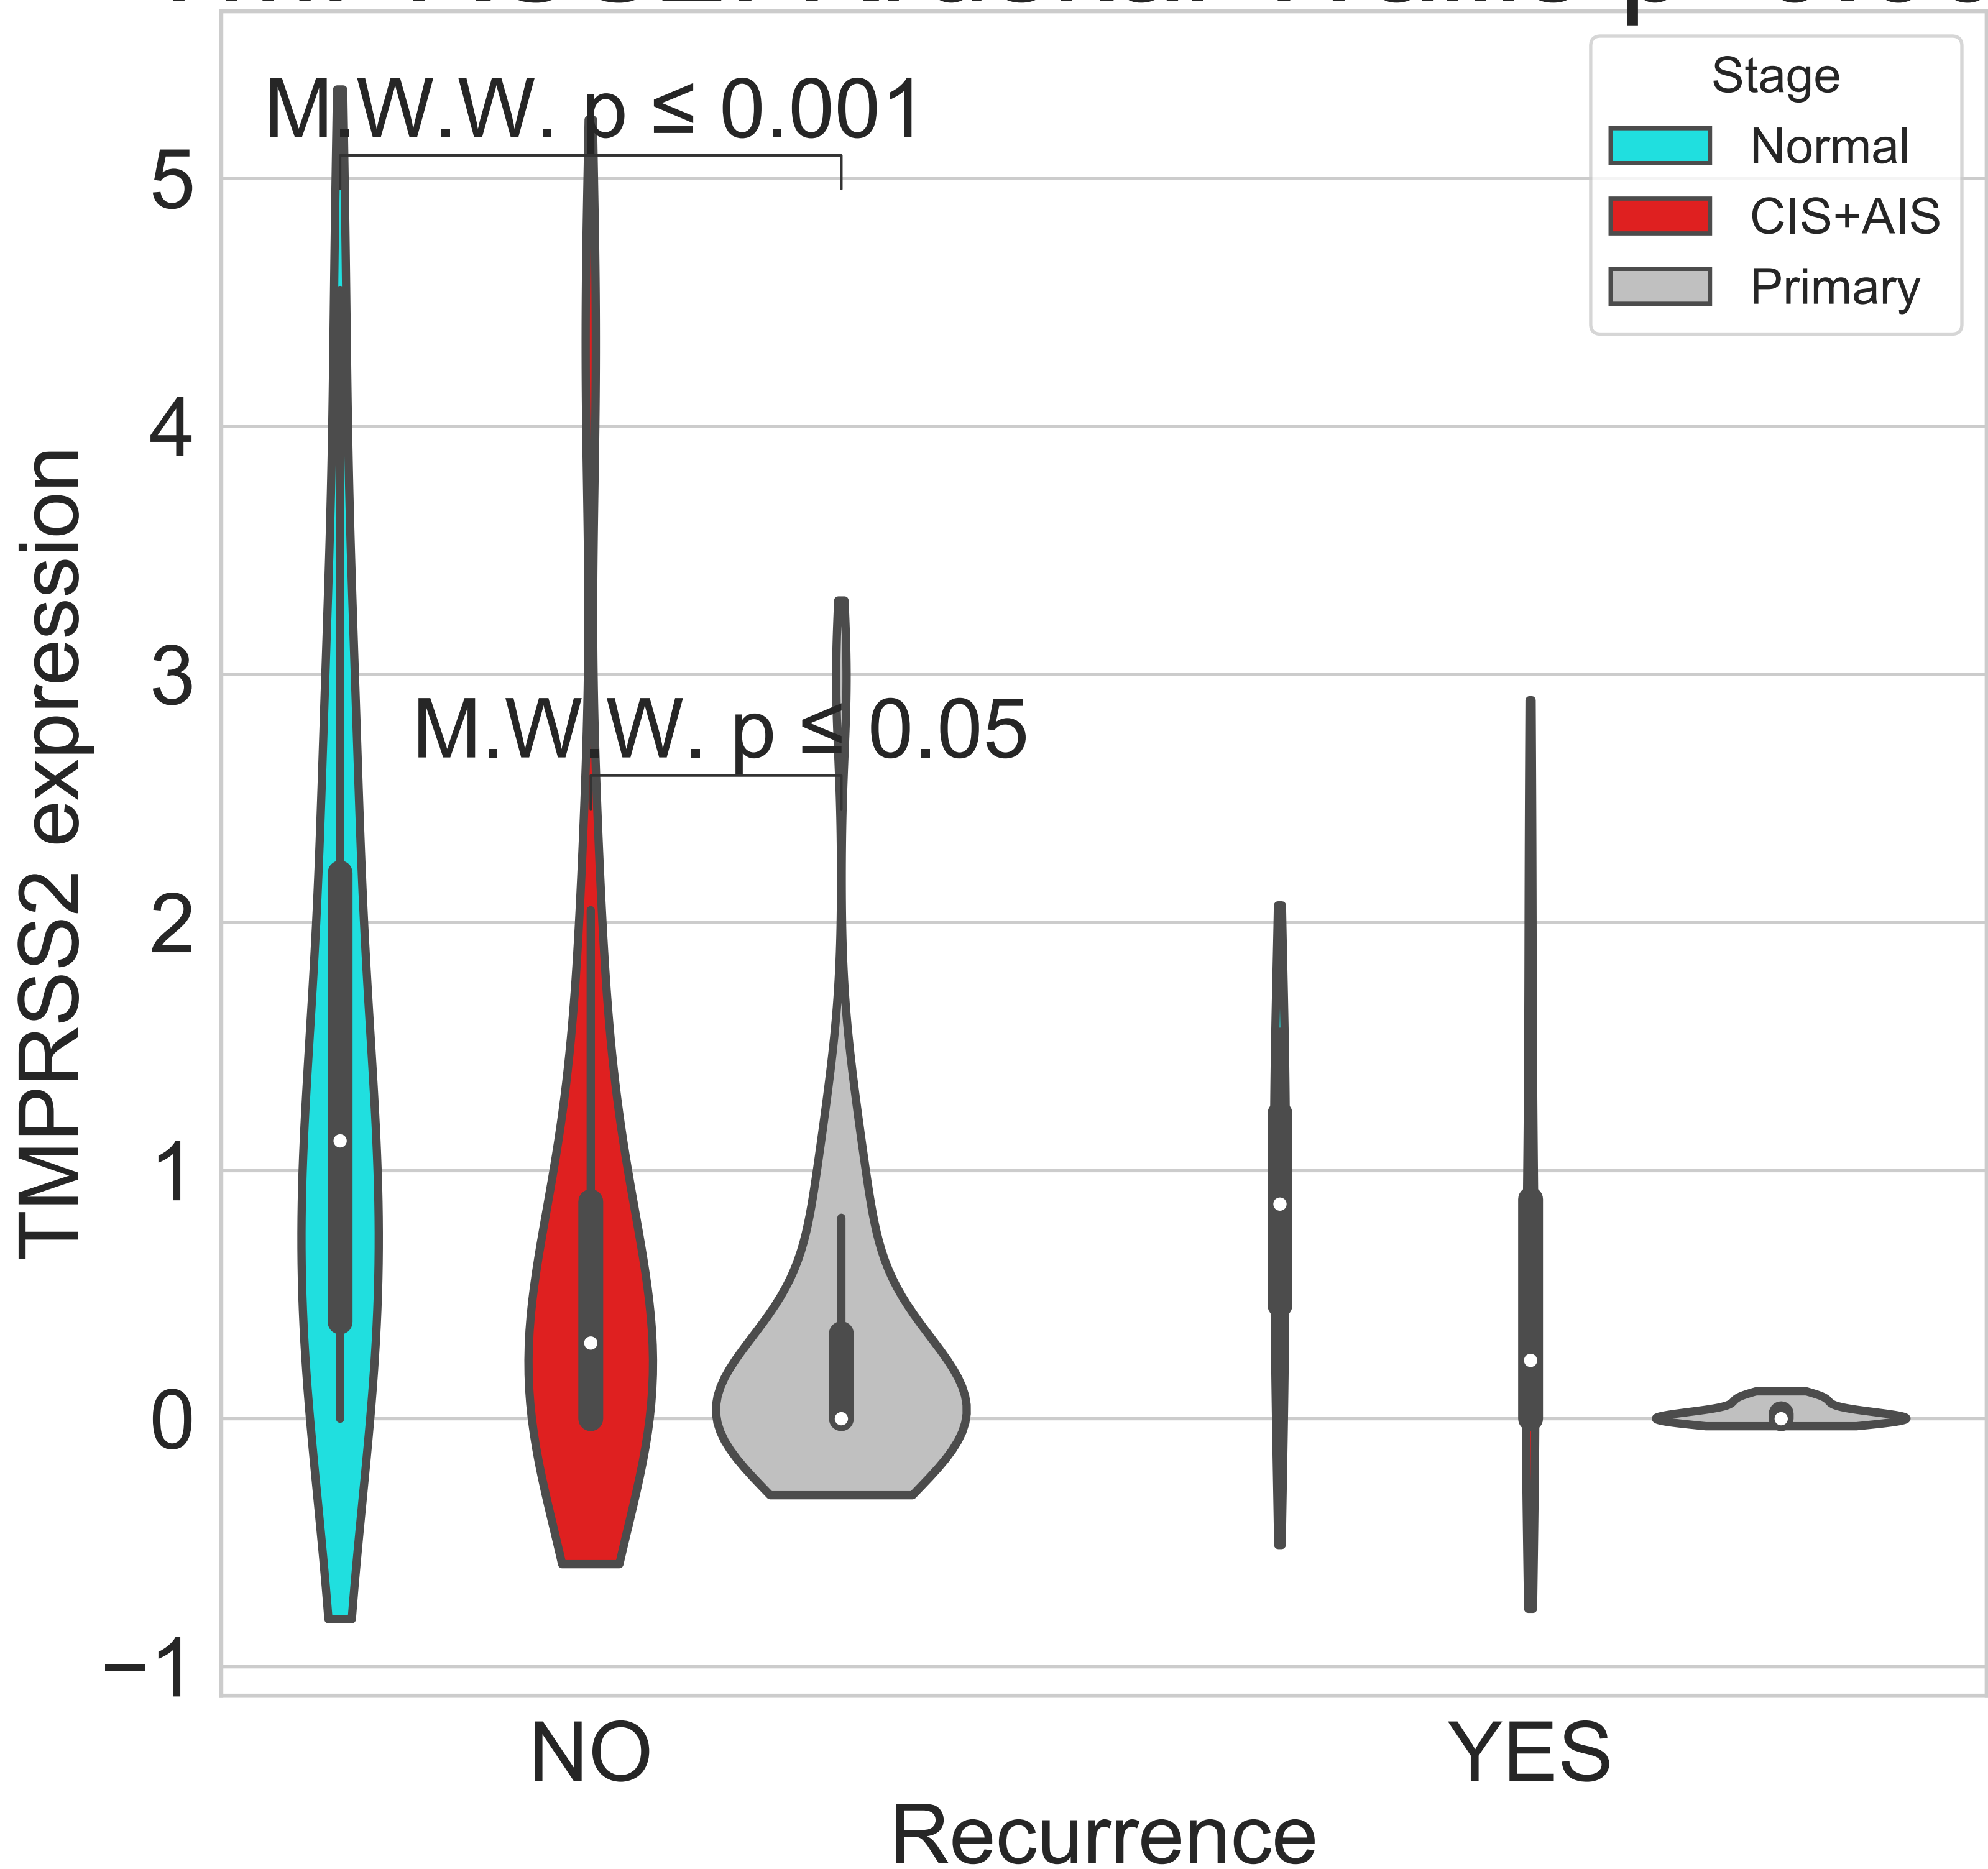 M.W.W. p ≤ 0.001
Stage
Normal
CIS+AIS
Primary
5
4
3
2
1
0
−1
TMPRSS2 expression
M.W.W. p ≤ 0.05
NO
YES
Recurrence